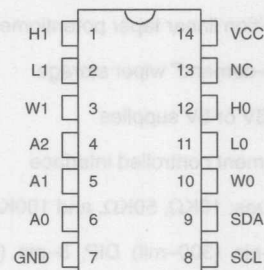 H1 1 14 VCC
L1 2 13 NC
W1 3 12 H0
A2 4 11 L0
A1 5 10 W0
A0 6 9 SDA
GND 7 8 SCL